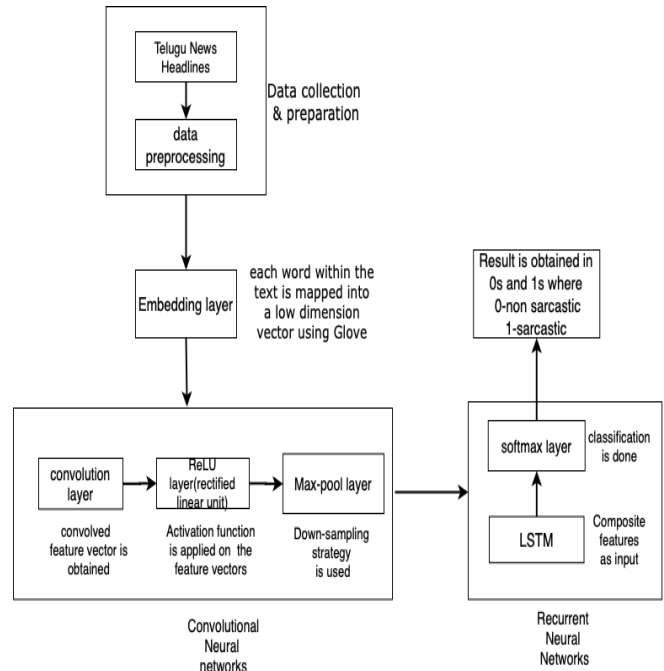 Telugu News
Headlines
data
preprocessing
Data collection
& preparation
Embedding layer
each word within the
text is mapped into
a low dimension
vector using Glove
convolution
layer
convolved
feature vector is
obtained
ReLU
layer(rectified
linear unit)
Activation function
is applied on the
feature vectors
Max-pool layer
Down-sampling
strategy
is used
Convolutional
Neural
networks
Result is obtained in
0s and 1s where
0-non sarcastic
1-sarcastic
softmax layer
classification
is done
LSTM
Composite
features
as input
Recurrent
Neural
Networks